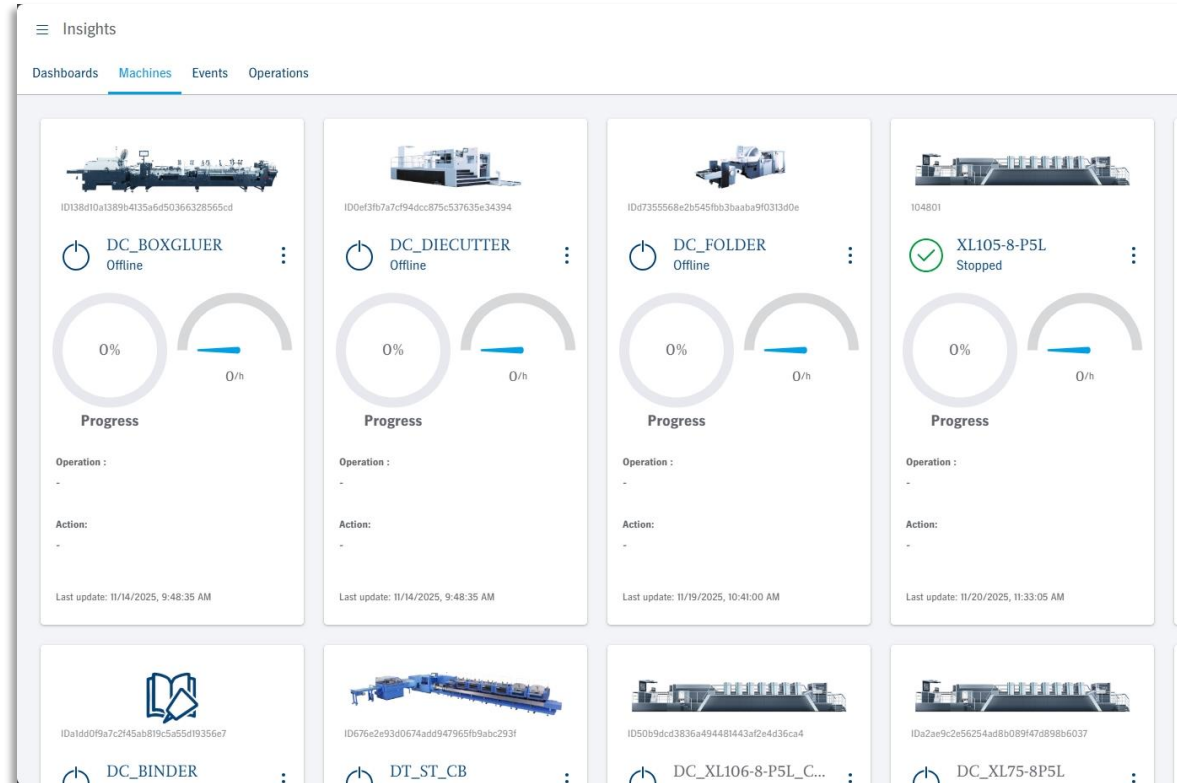 Insights
Dashboards Machines Events Operations
ID138d10a1389b4135a6d50366328565cd
DC_BOXGLUER
Offline
0%
0/h
Progress
Operation :
-
Action:
-
Last update: 11/14/2025, 9:48:35 AM
ID0ef3fb7a7cf94dcc875c537635e34394
DC_DIECUTTER
Offline
0%
0/h
Progress
Operation :
-
Action:
-
Last update: 11/14/2025, 9:48:35 AM
IDd7355568e2b545fbb3baaba9f0313d0e
DC_FOLDER
Offline
0%
0/h
Progress
Operation :
-
Action:
-
Last update: 11/19/2025, 10:41:00 AM
104801
XL105-8-P5L
Stopped
0%
0/h
Progress
Operation :
-
Action:
-
Last update: 11/20/2025, 11:33:05 AM
IDa1dd0f9a7c2f45ab819c5a55d19356e7
DC_BINDER
ID676e2e93d0674add947965fb9abc293f
DT_ST_CB
ID50b9dcd3836a494481443af2e4d36ca4
DC_XL106-8-P5L_C...
IDa2ae9c2e56254ad8b089f47d898b6037
DC_XL75-8P5L